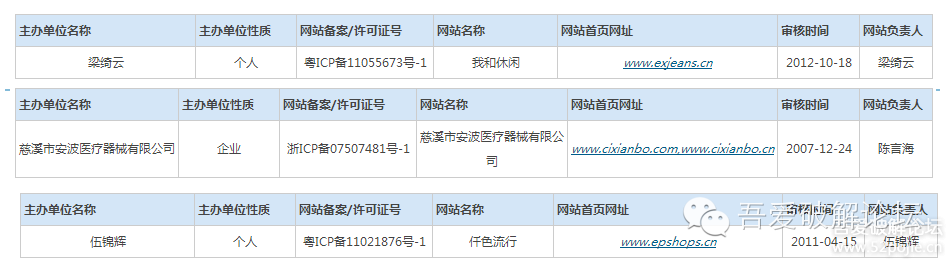 主办单位名称 主办单位性质 网站备案/许可证号 网站名称 网站首页网址 审核时间 网站负责人
梁绮云 个人 粤ICP备11055673号-1 我和休闲 www.exjeans.cn 2012-10-18 梁绮云
主办单位名称 主办单位性质 网站备案/许可证号 网站名称 网站首页网址 审核时间 网站负责人
慈溪市安波医疗器械有限公司 企业 浙ICP备07507481号-1 慈溪市安波医疗器械有限公
司 www.cixianbo.com,www.cixianbo.cn 2007-12-24 陈言海
主办单位名称 主办单位性质 网站备案/许可证号 网站名称 网站首页网址 审核时间 网站负责人
伍锦辉 个人 粤ICP备11021876号-1 仟色流行 www.epshops.cn 2011-04-15 伍锦辉
吾爱破解论坛
吾爱破解论坛
www.52pojie.cn